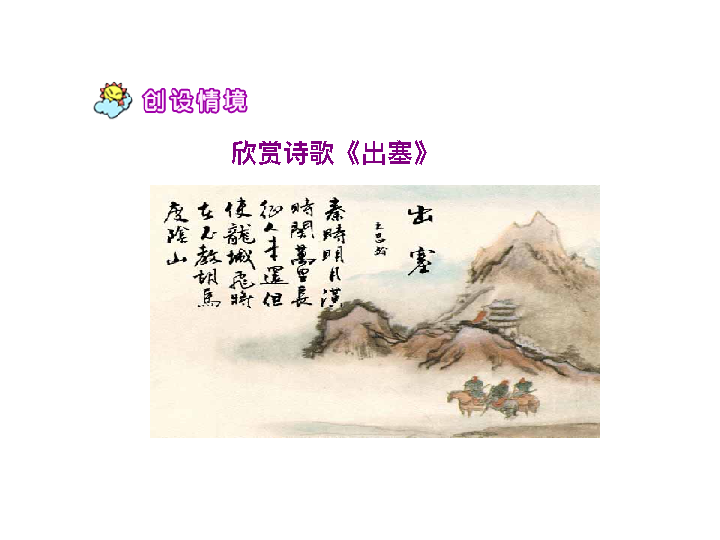 创设情境
欣赏诗歌《出塞》
出塞
王昌龄
秦時明月漢
時関萬里長
征人未還但
使龍城飛將
在不教胡馬
度陰山